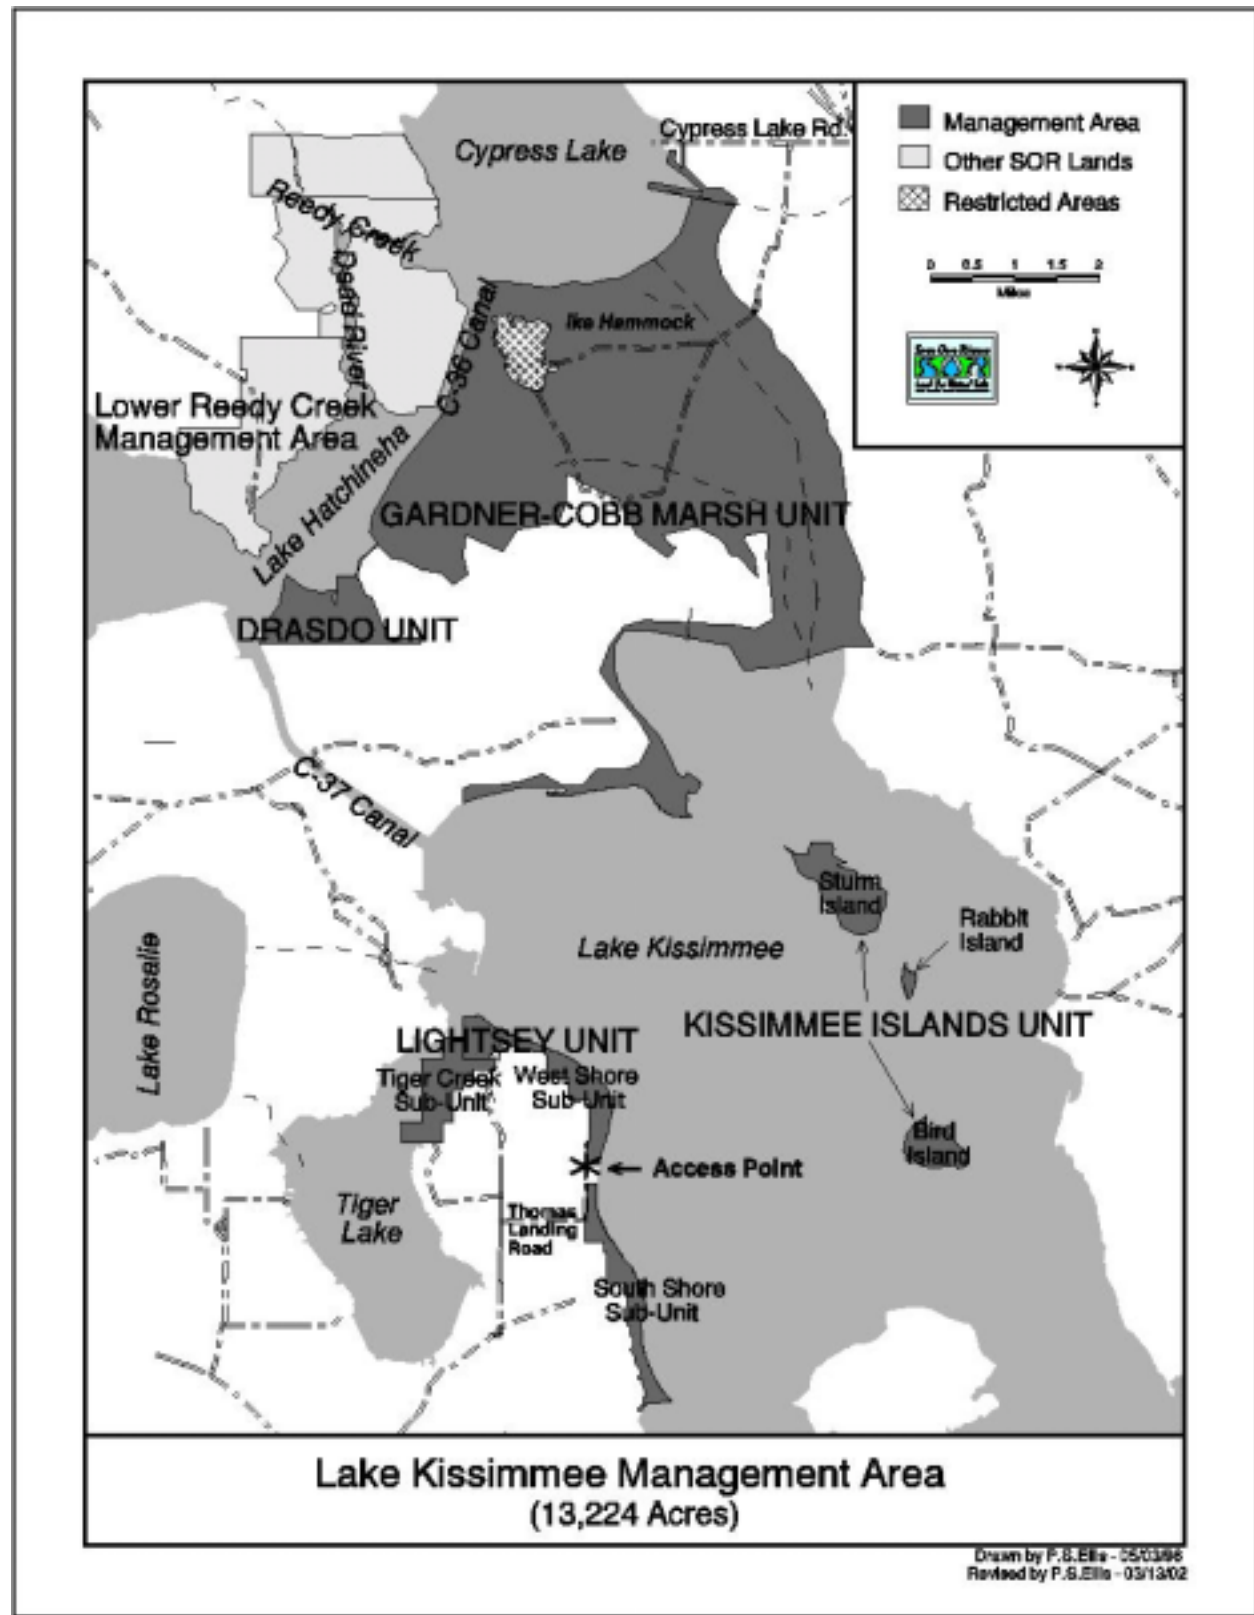 Cypress Lake
Cypress Lake Rd.
Management Area
Other SOR Lands
Restricted Areas
0 0.5 1 1.5 2
Miles
Reedy Creek
Dead River
C-36 Canal
Ike Hammock
Lower Reedy Creek
Management Area
Lake Hatchineha
GARDNER-COBB MARSH UNIT
DRASDO UNIT
C-37 Canal
Sturm
Island
Rabbit
Island
Lake Kissimmee
Lake Rosalie
KISSIMMEE ISLANDS UNIT
LIGHTSEY UNIT
Tiger Creek
Sub-Unit
West Shore
Sub-Unit
Bird
Island
Access Point
Tiger
Lake
Thomas
Landing
Road
South Shore
Sub-Unit
Lake Kissimmee Management Area
(13,224 Acres)
Drawn by P.S.Ellis - 05/03/96
Revised by P.S.Ellis - 03/13/02